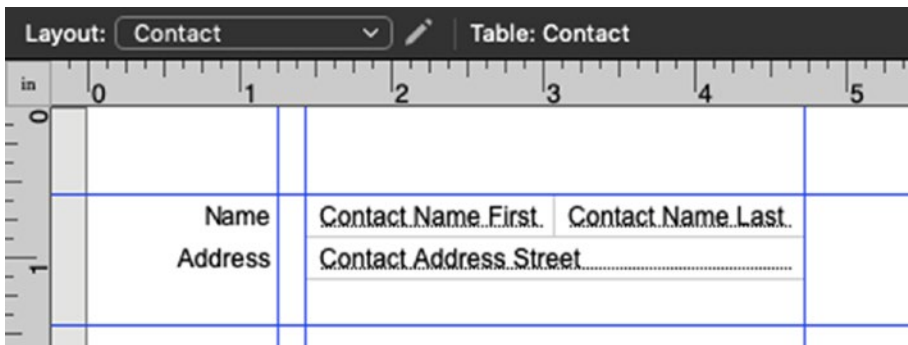 Layout: Contact Table: Contact
in 0 1 2 3 4 5
0
Name Contact Name First Contact Name Last
Address Contact Address Street
1